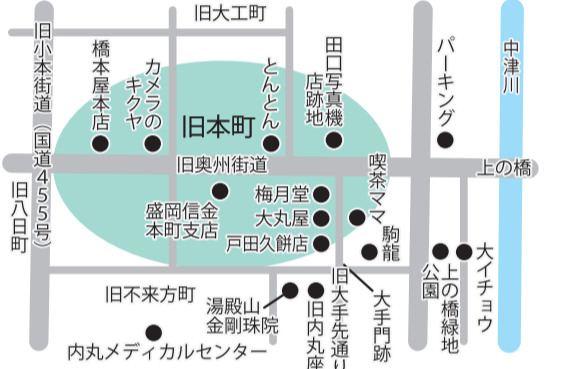 旧大工町
旧小本街道（国道４５５号）
橋本屋本店
カメラの
キクヤ
とんとん
田口写真機
店跡地
パーキング
中津川
旧本町
旧奥州街道
上の橋
旧八日町
盛岡信金
本町支店
梅月堂
大丸屋
戸田久餅店
喫茶ママ
駒龍
上の橋緑地
公園
大イチョウ
旧不来方町
湯殿山
金剛珠院
旧内丸座
旧大手先通り
大手門跡
内丸メディカルセンター